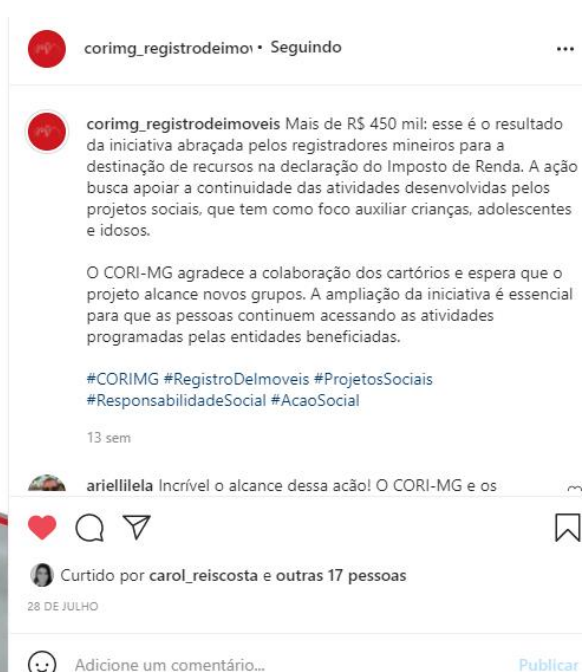 corimg_registrodeimov • Seguindo
corimg_registrodeimoveis Mais de R$ 450 mil: esse é o resultado
da iniciativa abraçada pelos registradores mineiros para a
destinação de recursos na declaração do Imposto de Renda. A ação
busca apoiar a continuidade das atividades desenvolvidas pelos
projetos sociais, que tem como foco auxiliar crianças, adolescentes
e idosos.
O CORI-MG agradece a colaboração dos cartórios e espera que o
projeto alcance novos grupos. A ampliação da iniciativa é essencial
para que as pessoas continuem acessando as atividades
programadas pelas entidades beneficiadas.
#CORIMG #RegistroDeImoveis #ProjetosSociais
#ResponsabilidadeSocial #AcaoSocial
13 sem
ariellilela Incrível o alcance dessa ação! O CORI-MG e os
Curtido por carol_reiscosta e outras 17 pessoas
28 DE JULHO
Adicione um comentário... Publicar